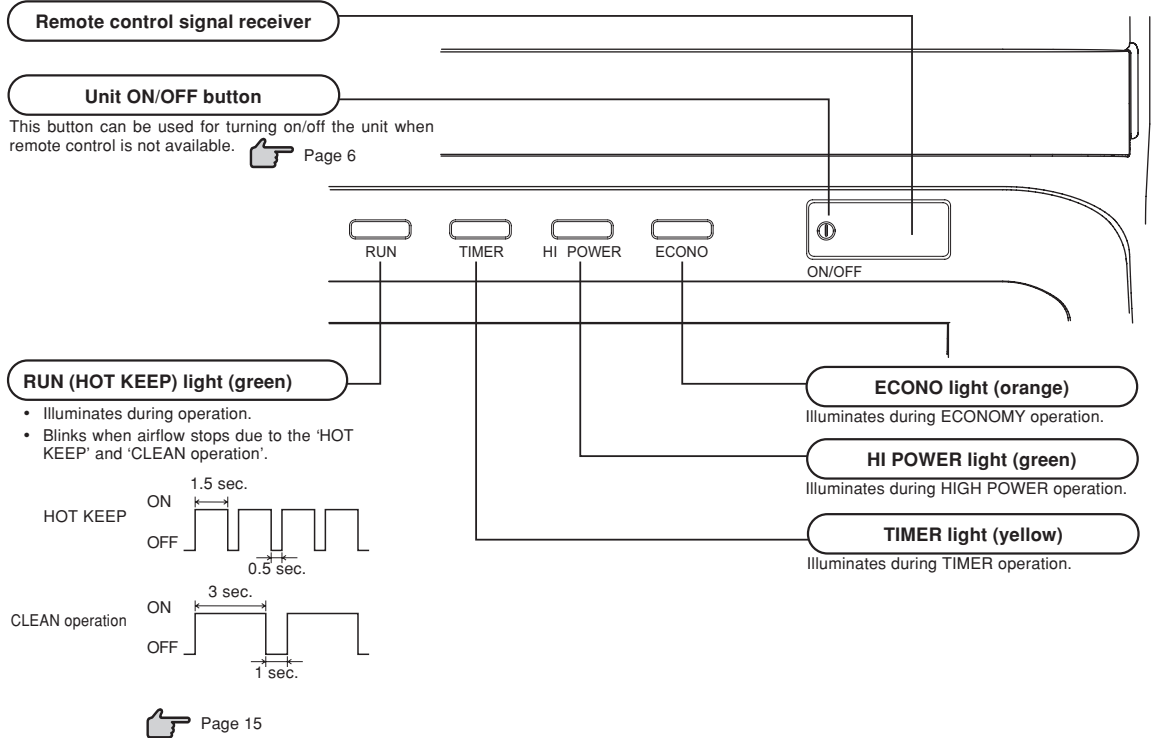 Remote control signal receiver
Unit ON/OFF button
This button can be used for turning on/off the unit when
remote control is not available.
Page 6
RUN
TIMER
HI POWER
ECONO
ON/OFF
RUN (HOT KEEP) light (green)
• Illuminates during operation.
• Blinks when airflow stops due to the ‘HOT
KEEP’ and ‘CLEAN operation’.
1.5 sec.
ON
HOT KEEP
OFF
0.5 sec.
3 sec.
ON
CLEAN operation
OFF
1 sec.
Page 15
ECONO light (orange)
Illuminates during ECONOMY operation.
HI POWER light (green)
Illuminates during HIGH POWER operation.
TIMER light (yellow)
Illuminates during TIMER operation.